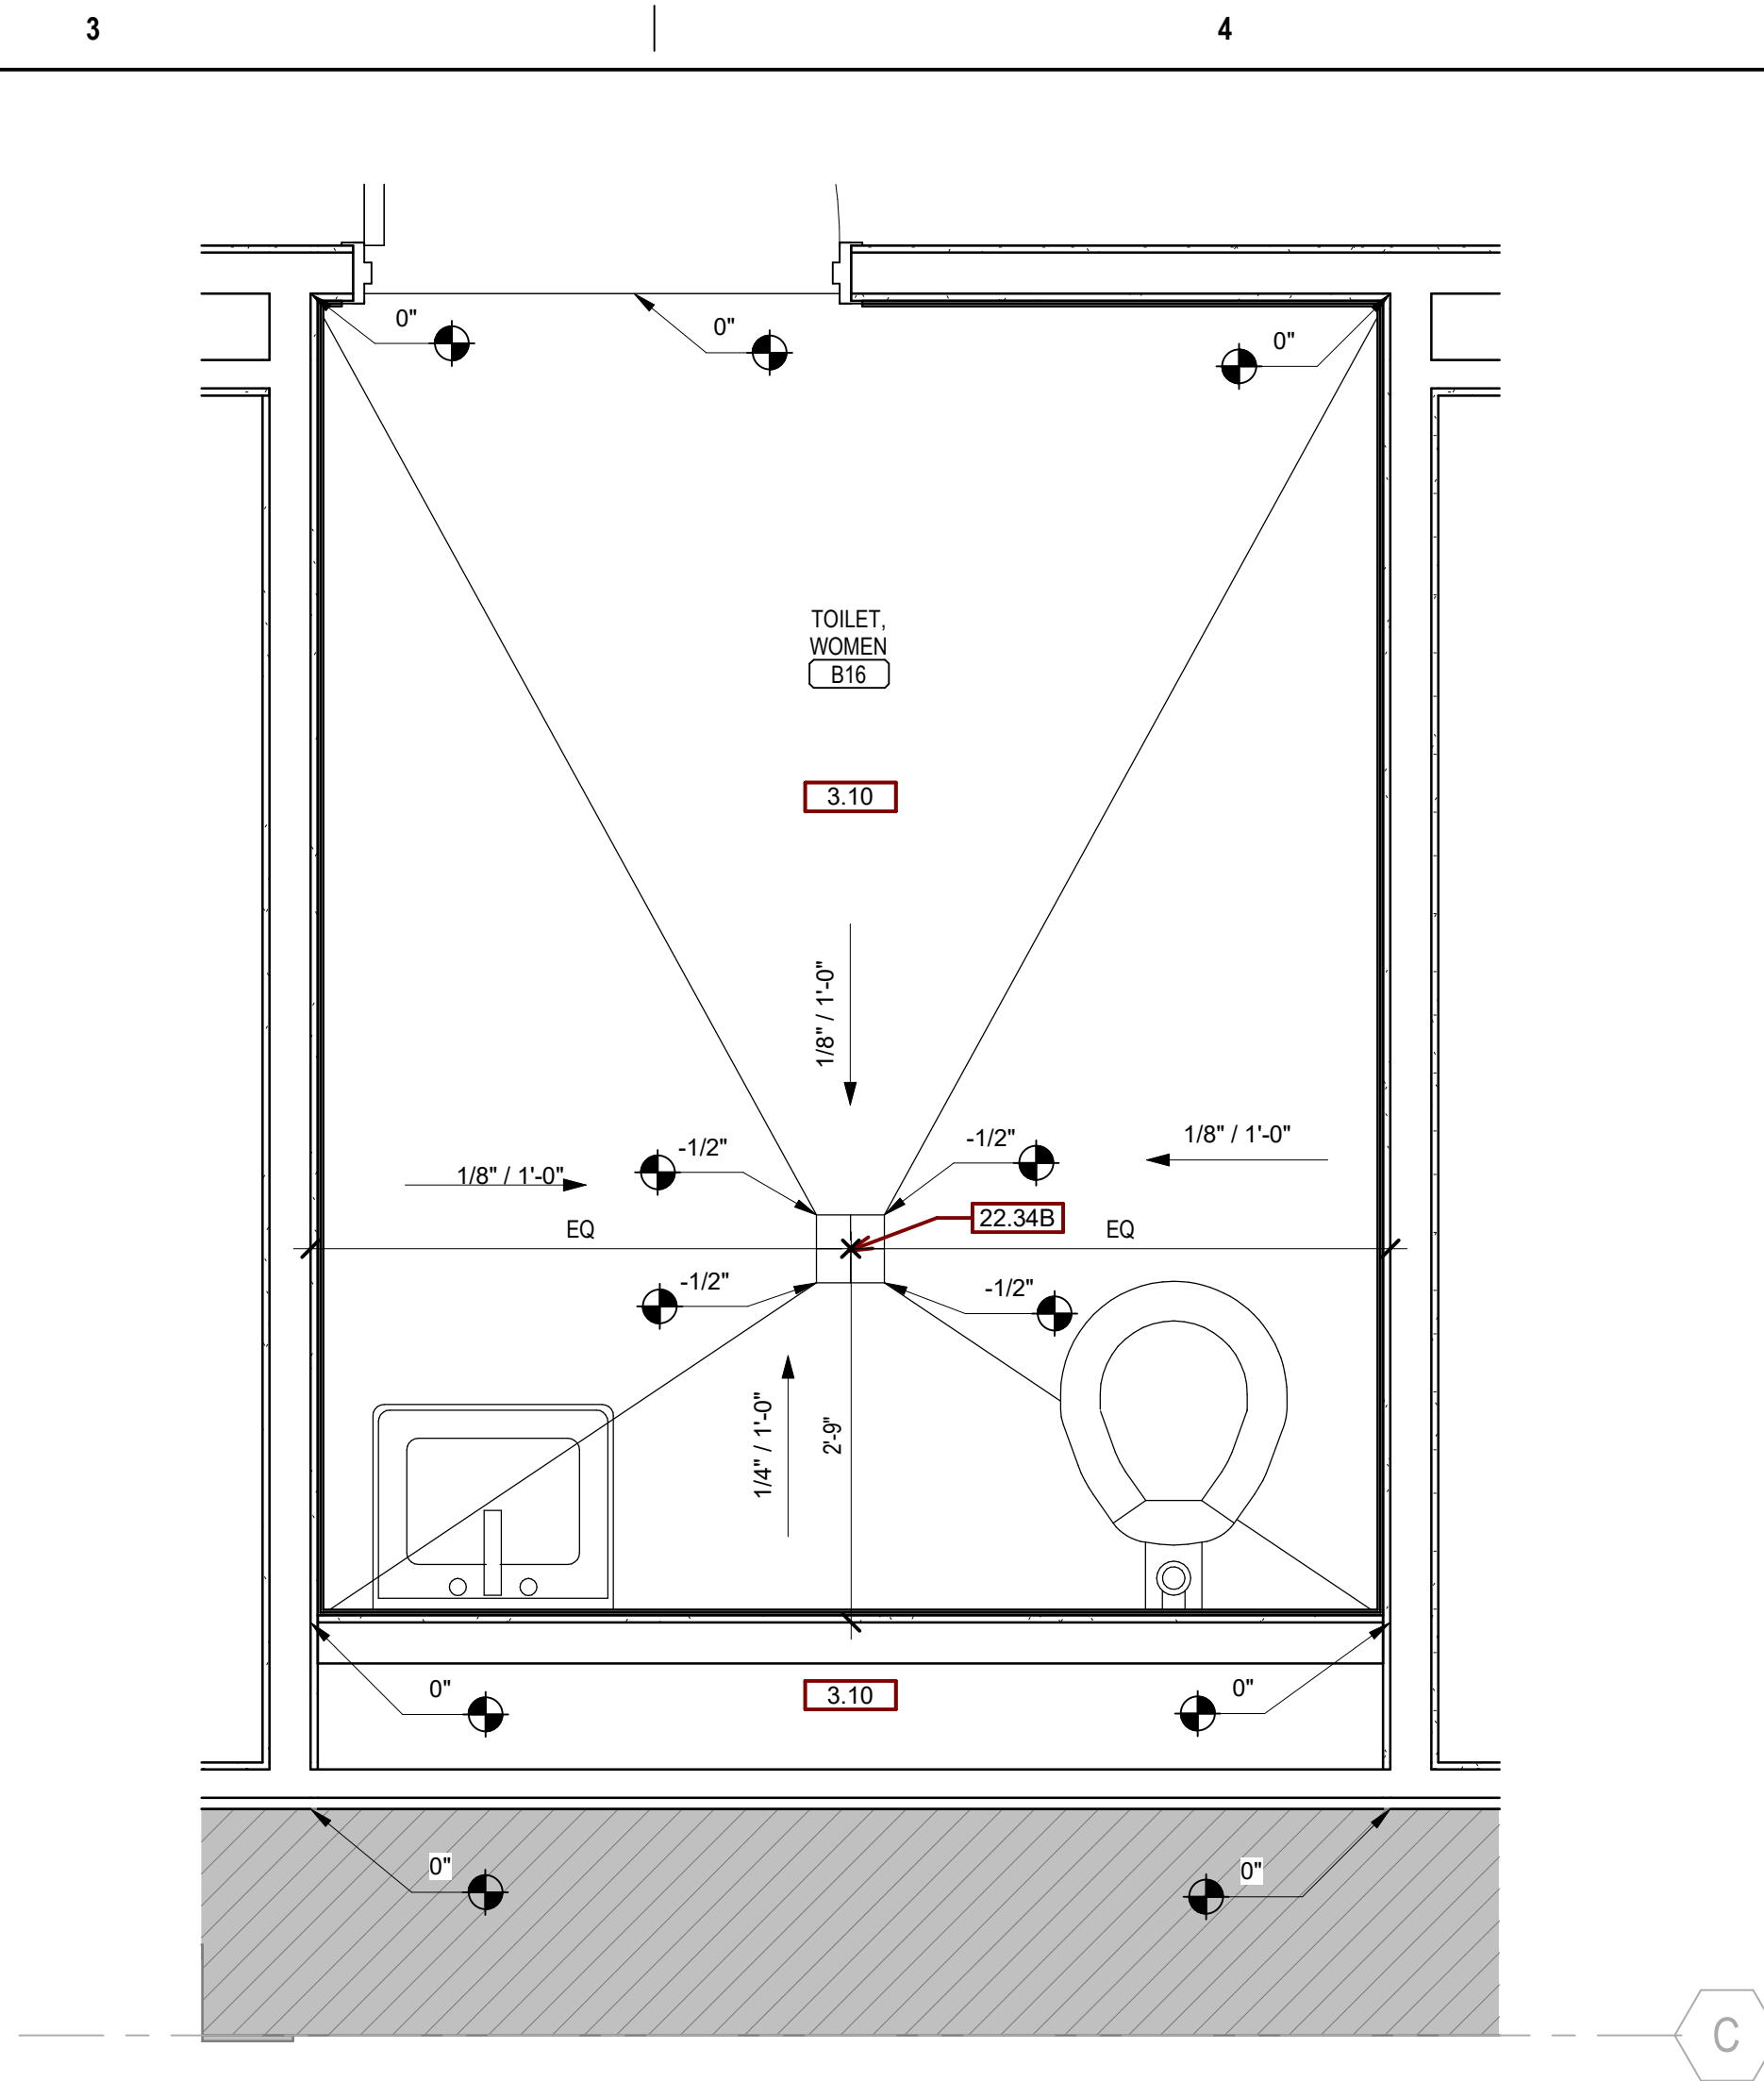 3
4
0"
0"
0"
TOILET,
WOMEN
B16
3.10
1/8" / 1'-0"
-1/2"
-1/2"
1/8" / 1'-0"
1/8" / 1'-0"
22.34B
EQ
EQ
-1/2"
-1/2"
1/4" / 1'-0"
2'-9"
0"
3.10
0"
0"
0"
C